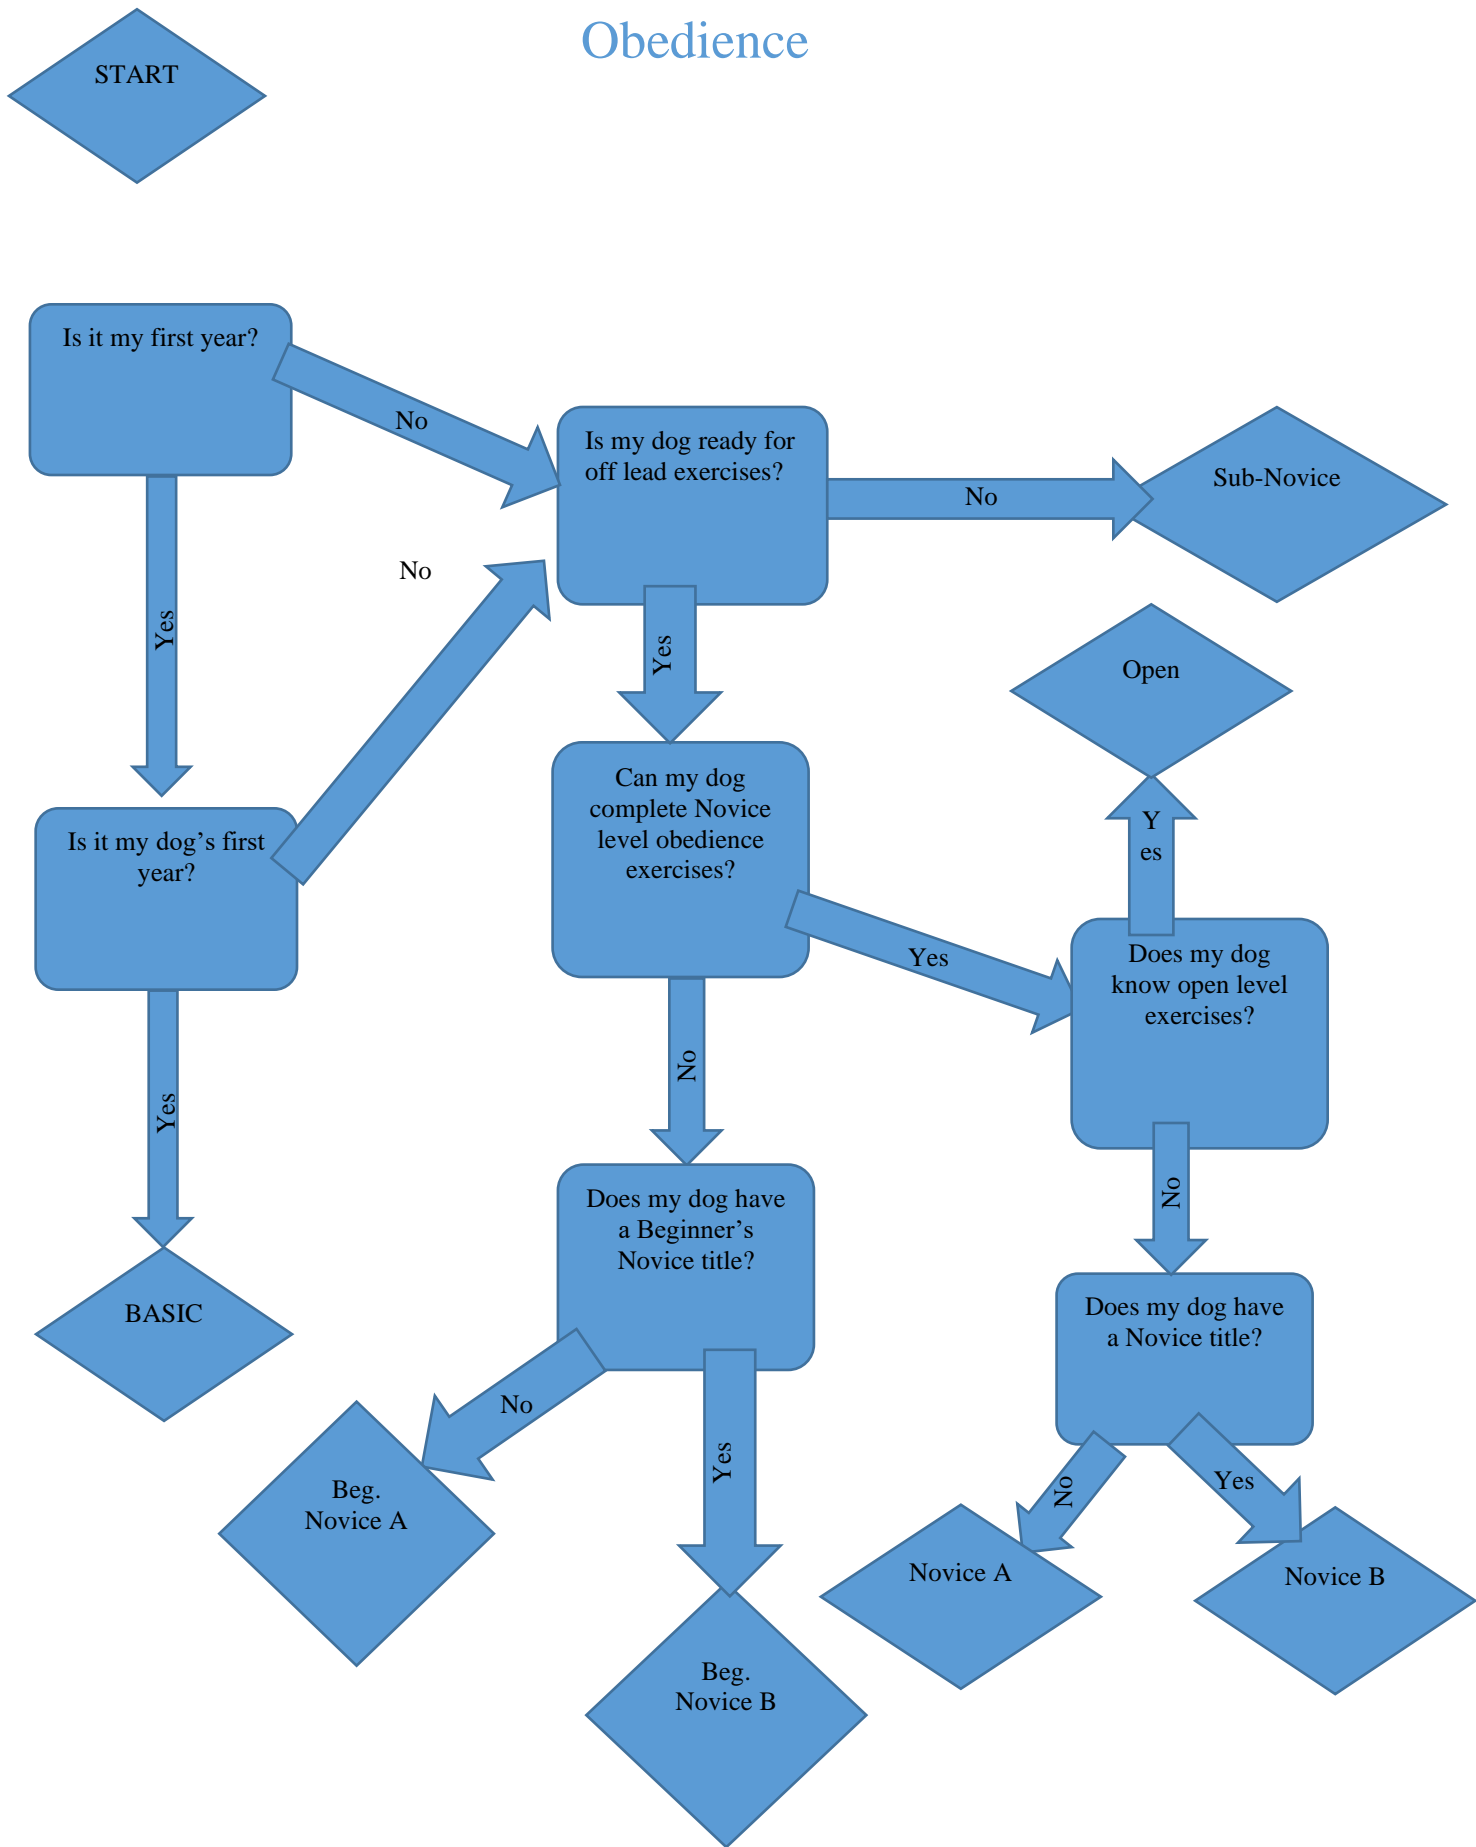 Obedience
START
Is it my first year?
No
Is my dog ready for
off lead exercises?
No
Sub-Novice
No
Yes
Yes
Open
Can my dog
complete Novice
level obedience
exercises?
Y
es
Is it my dog’s first
year?
Yes
Does my dog
know open level
exercises?
No
Yes
No
Does my dog have
a Beginner’s
Novice title?
BASIC
Does my dog have
a Novice title?
No
Yes
No
Yes
Beg.
Novice A
Novice A
Novice B
Beg.
Novice B